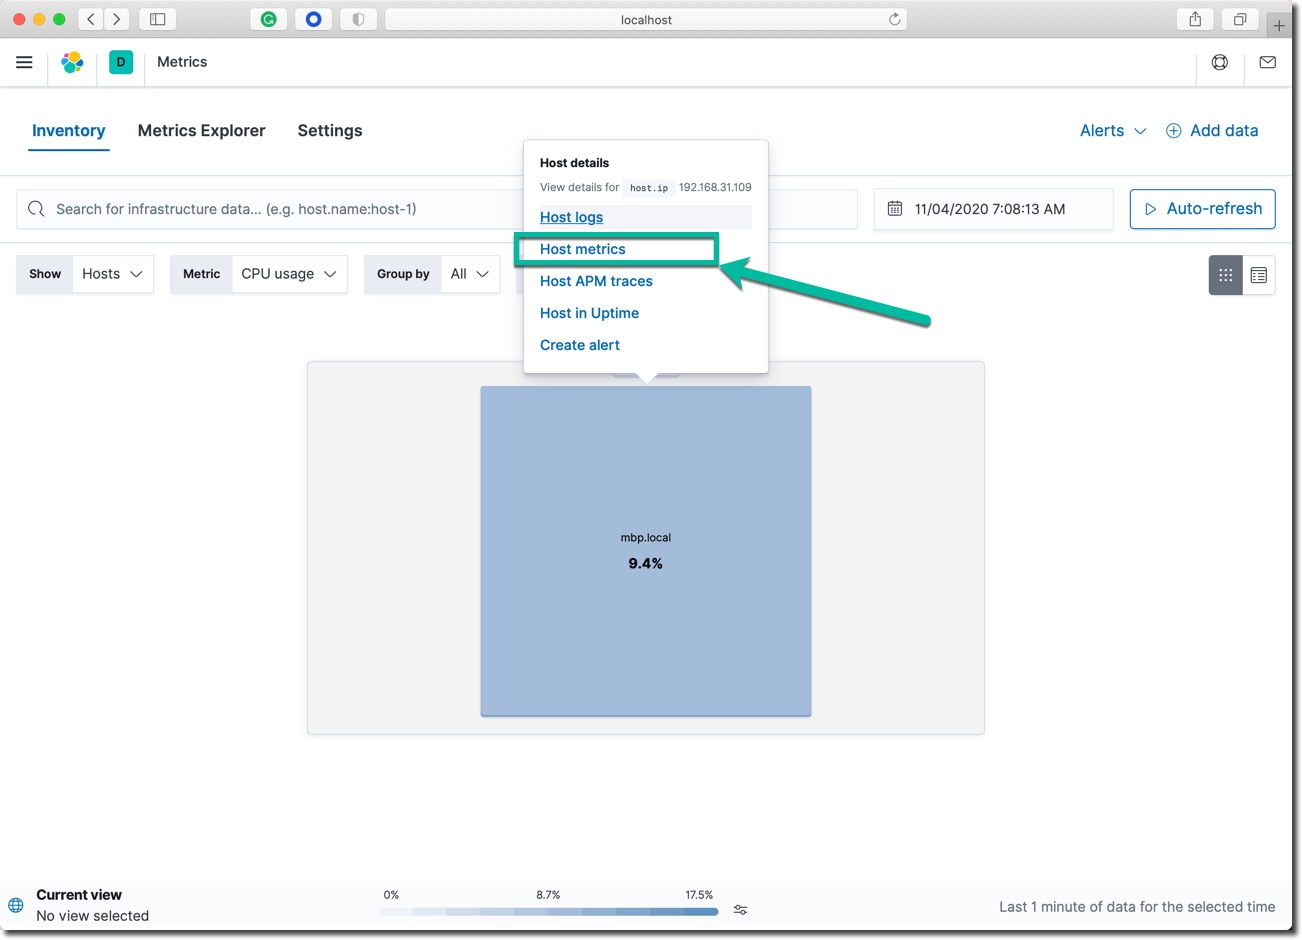 localhost
D
Metrics
Inventory
Metrics Explorer
Settings
Alerts
Add data
Host details
View details for host.ip 192.168.31.109
Host logs
Host metrics
Host APM traces
Host in Uptime
Create alert
Search for infrastructure data... (e.g. host.name:host-1)
11/04/2020 7:08:13 AM
Auto-refresh
Show Hosts
Metric CPU usage
Group by All
mbp.local
9.4%
Current view
No view selected
0% 8.7% 17.5%
Last 1 minute of data for the selected time